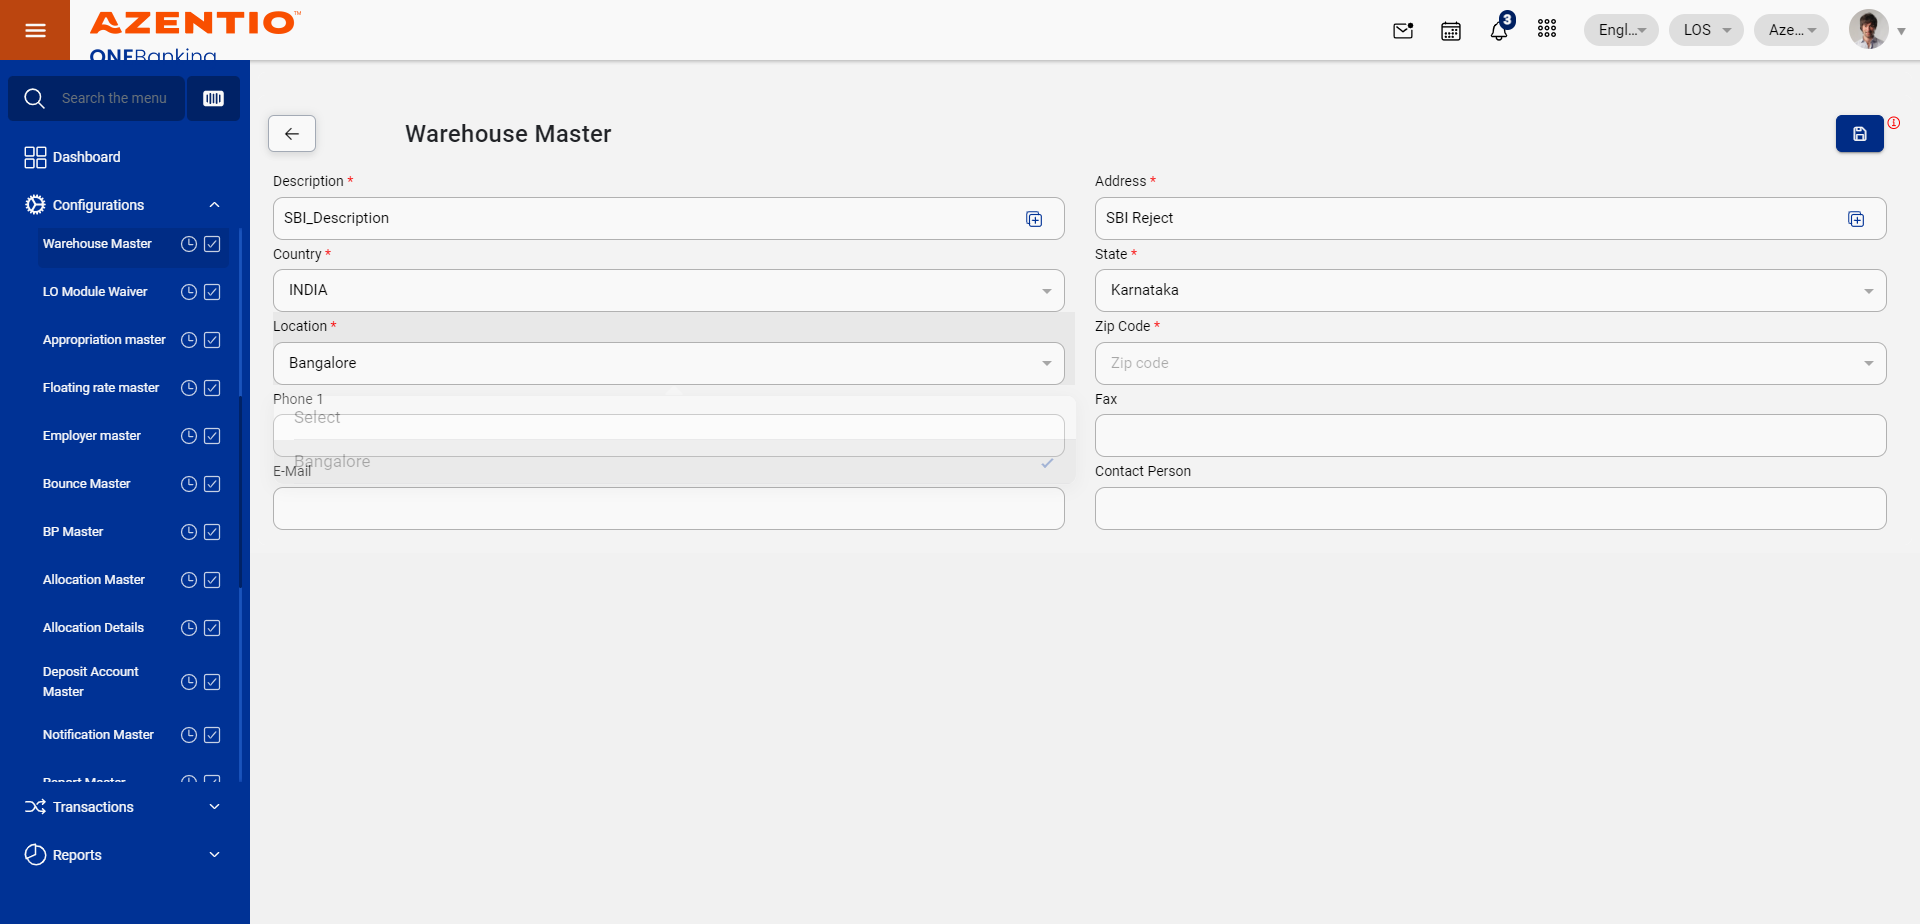 AZENTIO™
ONEBanking
3
Engl...
LOS
Aze...
Search the menu
Dashboard
Configurations
Warehouse Master
LO Module Waiver
Appropriation master
Floating rate master
Employer master
Bounce Master
BP Master
Allocation Master
Allocation Details
Deposit Account
Master
Notification Master
Report Master
Transactions
Reports
Warehouse Master
Description *
SBI_Description
Address *
SBI Reject
Country *
INDIA
State *
Karnataka
Location *
Bangalore
Zip Code *
Zip code
Phone 1
Select
Bangalore
Fax
E-Mail
Contact Person